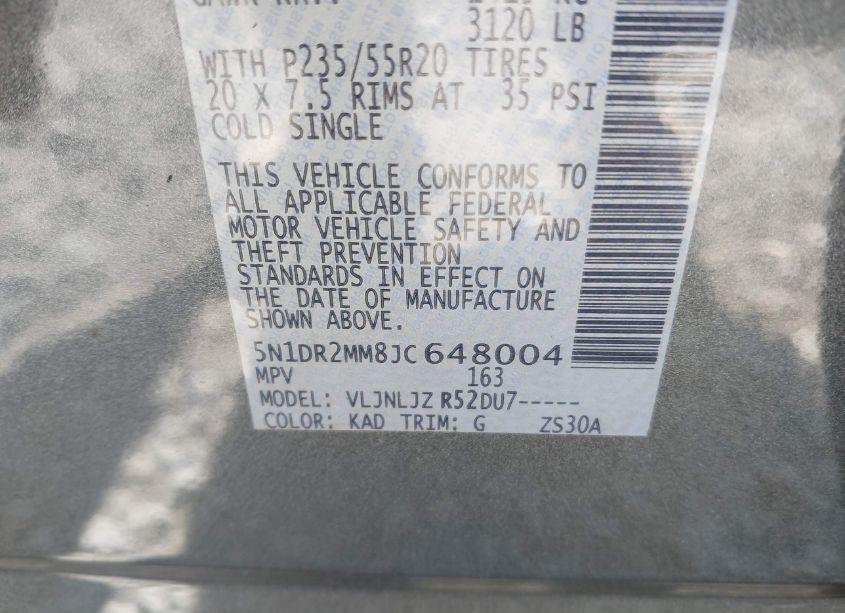 3120 LB
WITH P235/55R20 TIRES
20 X 7.5 RIMS AT 35 PSI
COLD SINGLE
THIS VEHICLE CONFORMS TO
ALL APPLICABLE FEDERAL
MOTOR VEHICLE SAFETY AND
THEFT PREVENTION
STANDARDS IN EFFECT ON
THE DATE OF MANUFACTURE
SHOWN ABOVE.
5N1DR2MM8JC648004
MPV 163
MODEL: VLJNLJZ R52DU7-----
COLOR: KAD TRIM: G ZS30A